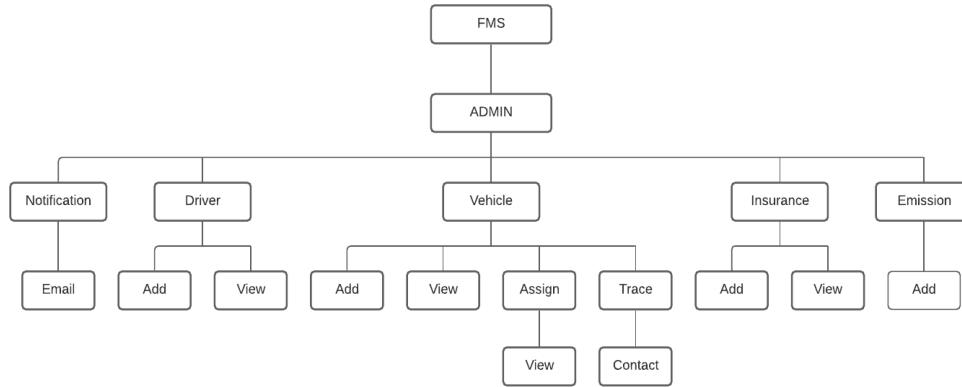 FMS
ADMIN
Notification
Driver
Vehicle
Insurance
Emission
Email
Add
View
Add
View
Assign
Trace
Add
View
Add
View
Contact